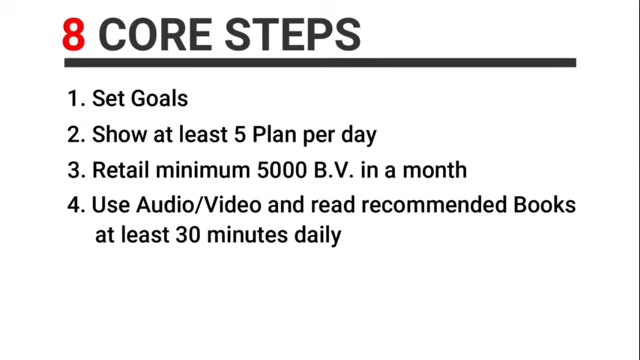 8 CORE STEPS
1. Set Goals
2. Show at least 5 Plan per day
3. Retail minimum 5000 B.V. in a month
4. Use Audio/Video and read recommended Books
at least 30 minutes daily